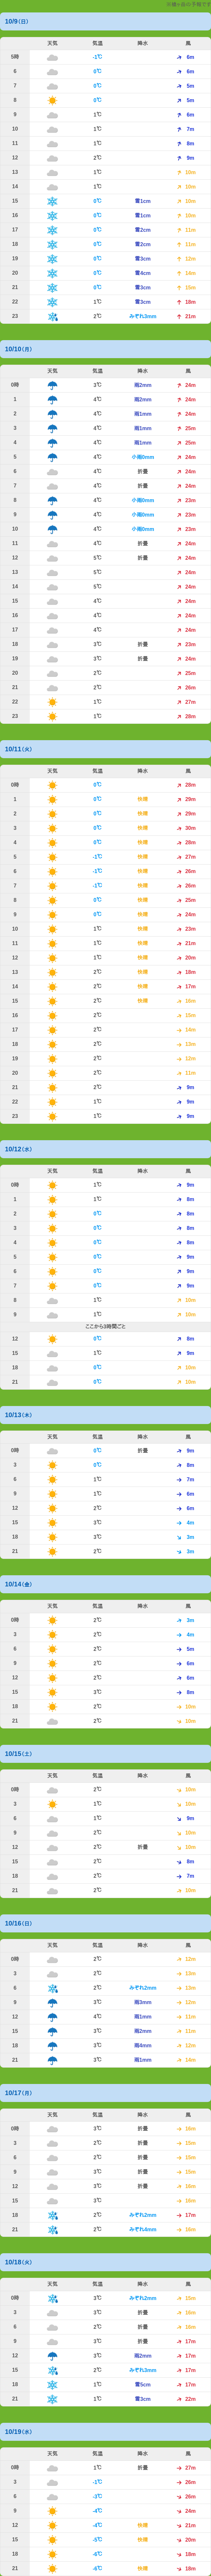 の予報です
10/9(日)
天気 気温 降水 風
5時 -1℃ 6m
6 0℃ 6m
7 0℃ 5m
8 0℃ 5m
9 1℃ 6m
10 1℃ 7m
11 1℃ 8m
12 2℃ 9m
13 1℃ 10m
14 1℃ 10m
15 0℃ 雪1cm 10m
16 0℃ 雪1cm 10m
17 0℃ 雪2cm 11m
18 0℃ 雪2cm 11m
19 0℃ 雪3cm 12m
20 0℃ 雪4cm 14m
21 0℃ 雪3cm 15m
22 1℃ 雪3cm 18m
23 2℃ みぞれ3mm 21m
10/10(月)
天気 気温 降水 風
0時 3℃ 雨2mm 24m
1 4℃ 雨2mm 24m
2 4℃ 雨1mm 24m
3 4℃ 雨1mm 25m
4 4℃ 雨1mm 25m
5 4℃ 小雨0mm 24m
6 4℃ 折畳 24m
7 4℃ 折畳 24m
8 4℃ 小雨0mm 23m
9 4℃ 小雨0mm 23m
10 4℃ 小雨0mm 23m
11 4℃ 折畳 24m
12 5℃ 折畳 24m
13 5℃ 24m
14 5℃ 24m
15 4℃ 24m
16 4℃ 24m
17 4℃ 24m
18 3℃ 折畳 23m
19 3℃ 折畳 24m
20 2℃ 25m
21 2℃ 26m
22 1℃ 27m
23 1℃ 28m
10/11(火)
天気 気温 降水 風
0時 0℃ 28m
1 0℃ 快晴 29m
2 0℃ 快晴 29m
3 0℃ 快晴 30m
4 0℃ 快晴 28m
5 -1℃ 快晴 27m
6 -1℃ 快晴 26m
7 -1℃ 快晴 26m
8 0℃ 快晴 25m
9 0℃ 快晴 24m
10 1℃ 快晴 23m
11 1℃ 快晴 21m
12 1℃ 快晴 20m
13 2℃ 快晴 18m
14 2℃ 快晴 17m
15 2℃ 快晴 16m
16 2℃ 15m
17 2℃ 14m
18 2℃ 13m
19 2℃ 12m
20 2℃ 11m
21 2℃ 9m
22 1℃ 9m
23 1℃ 9m
10/12(水)
天気 気温 降水 風
0時 1℃ 9m
1 1℃ 8m
2 0℃ 8m
3 0℃ 8m
4 0℃ 8m
5 0℃ 9m
6 0℃ 9m
7 0℃ 9m
8 1℃ 10m
9 1℃ 10m
ここから3時間ごと
12 0℃ 8m
15 1℃ 9m
18 0℃ 10m
21 0℃ 10m
10/13(木)
天気 気温 降水 風
0時 0℃ 折畳 9m
3 0℃ 8m
6 1℃ 7m
9 1℃ 6m
12 2℃ 6m
15 3℃ 4m
18 3℃ 3m
21 2℃ 3m
10/14(金)
天気 気温 降水 風
0時 2℃ 3m
3 2℃ 4m
6 2℃ 5m
9 2℃ 6m
12 2℃ 6m
15 3℃ 8m
18 2℃ 10m
21 2℃ 10m
10/15(土)
天気 気温 降水 風
0時 2℃ 10m
3 1℃ 10m
6 1℃ 9m
9 2℃ 10m
12 2℃ 折畳 10m
15 2℃ 8m
18 2℃ 7m
21 2℃ 10m
10/16(日)
天気 気温 降水 風
0時 2℃ 12m
3 2℃ 13m
6 2℃ みぞれ2mm 13m
9 3℃ 雨3mm 12m
12 4℃ 雨1mm 11m
15 3℃ 雨2mm 11m
18 3℃ 雨4mm 12m
21 3℃ 雨1mm 14m
10/17(月)
天気 気温 降水 風
0時 3℃ 折畳 16m
3 2℃ 折畳 15m
6 2℃ 折畳 15m
9 3℃ 折畳 15m
12 3℃ 折畳 16m
15 3℃ 16m
18 2℃ みぞれ2mm 17m
21 2℃ みぞれ4mm 16m
10/18(火)
天気 気温 降水 風
0時 3℃ みぞれ2mm 15m
3 3℃ 折畳 16m
6 2℃ 折畳 16m
9 3℃ 折畳 17m
12 3℃ 雨2mm 17m
15 2℃ みぞれ3mm 17m
18 1℃ 雪5cm 17m
21 1℃ 雪3cm 22m
10/19(水)
天気 気温 降水 風
0時 1℃ 折畳 27m
3 -1℃ 26m
6 -3℃ 26m
9 -4℃ 24m
12 -4℃ 快晴 21m
15 -5℃ 快晴 20m
18 -6℃ 18m
21 -6℃ 快晴 18m